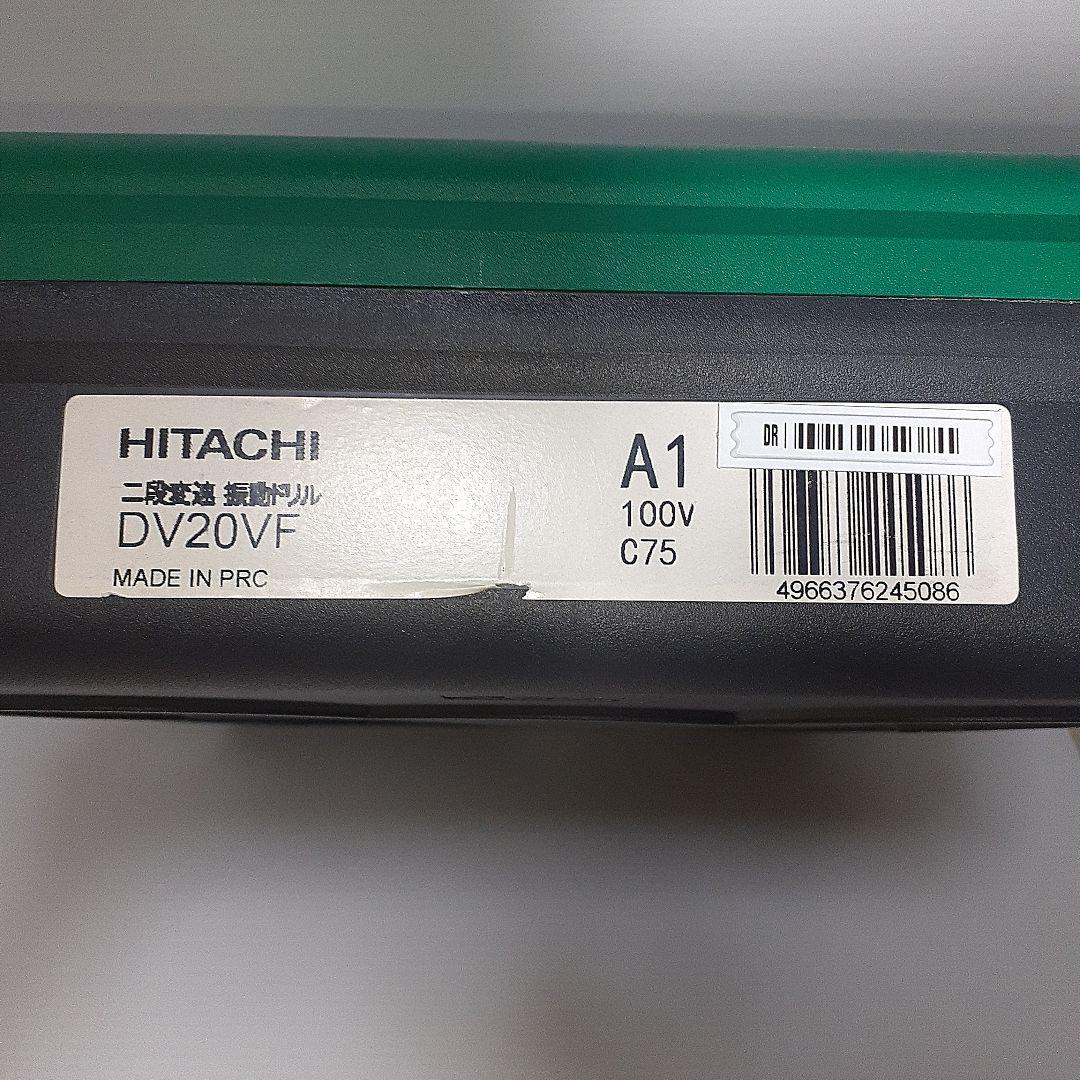 HITACHI
二段変速 振動ドリル
DV20VF
MADE IN PRC
A1
100V
C75
DR
4966376245086